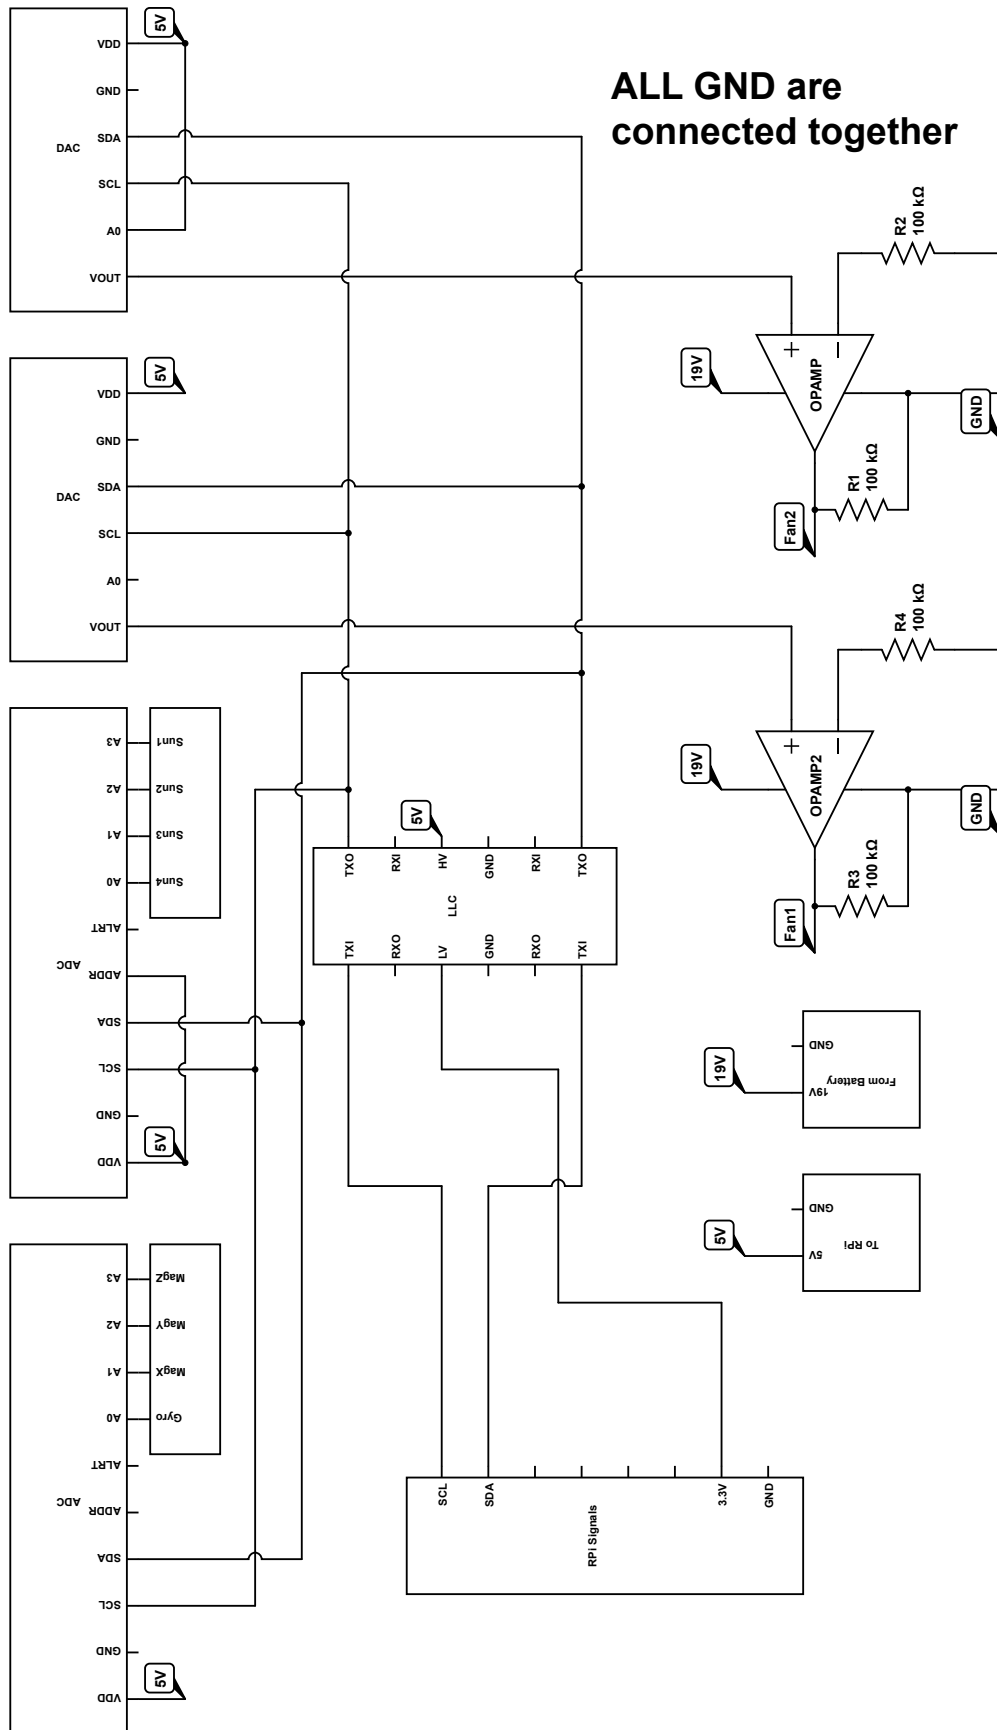 ALL GND are
connected together
5V
VDD
GND
SDA
DAC
SCL
A0
VOUT
5V
VDD
GND
SDA
DAC
SCL
A0
VOUT
R2
100 kΩ
19V
OPAMP
GND
R1
100 kΩ
Fan2
R4
100 kΩ
19V
OPAMP2
GND
R3
100 kΩ
Fan1
A3
Sun1
A2
Sun2
A1
Sun3
A0
Sun4
ALRT
ADC
ADDR
SDA
SCL
GND
5V
VDD
5V
TXO
RXI
HV
GND
RXI
TXO
LLC
TXI
RXO
LV
GND
RXO
TXI
19V
GND
From Battery
19V
5V
GND
To RPi
5V
A3
MagZ
A2
MagY
A1
MagX
A0
Gyro
ALRT
ADC
ADDR
SDA
SCL
GND
5V
VDD
SCL
SDA
3.3V
GND
RPi Signals